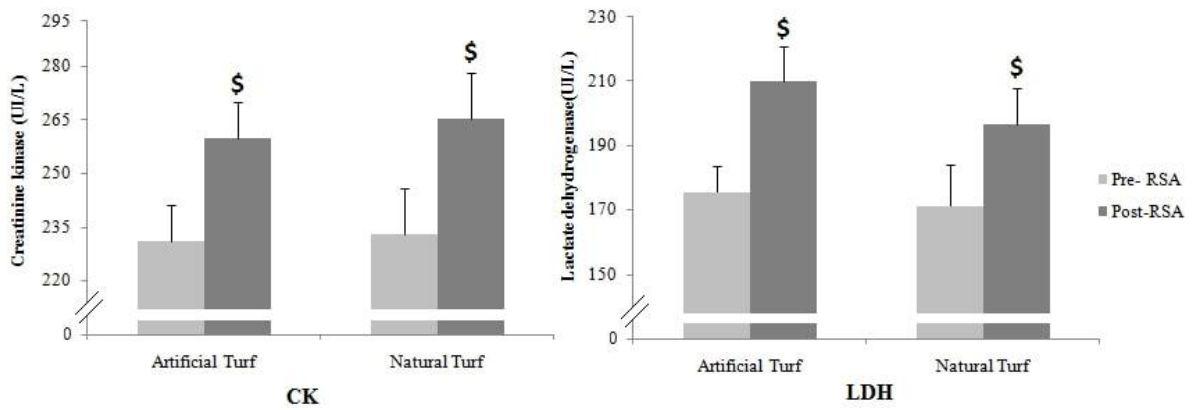 Creatinine kinase (UI/L)
295
280
265
250
235
220
0
$
$
Artificial Turf
Natural Turf
CK
Lactate dehydrogenase(UI/L)
230
210
190
170
150
0
$
$
Artificial Turf
Natural Turf
LDH
Pre- RSA
Post-RSA